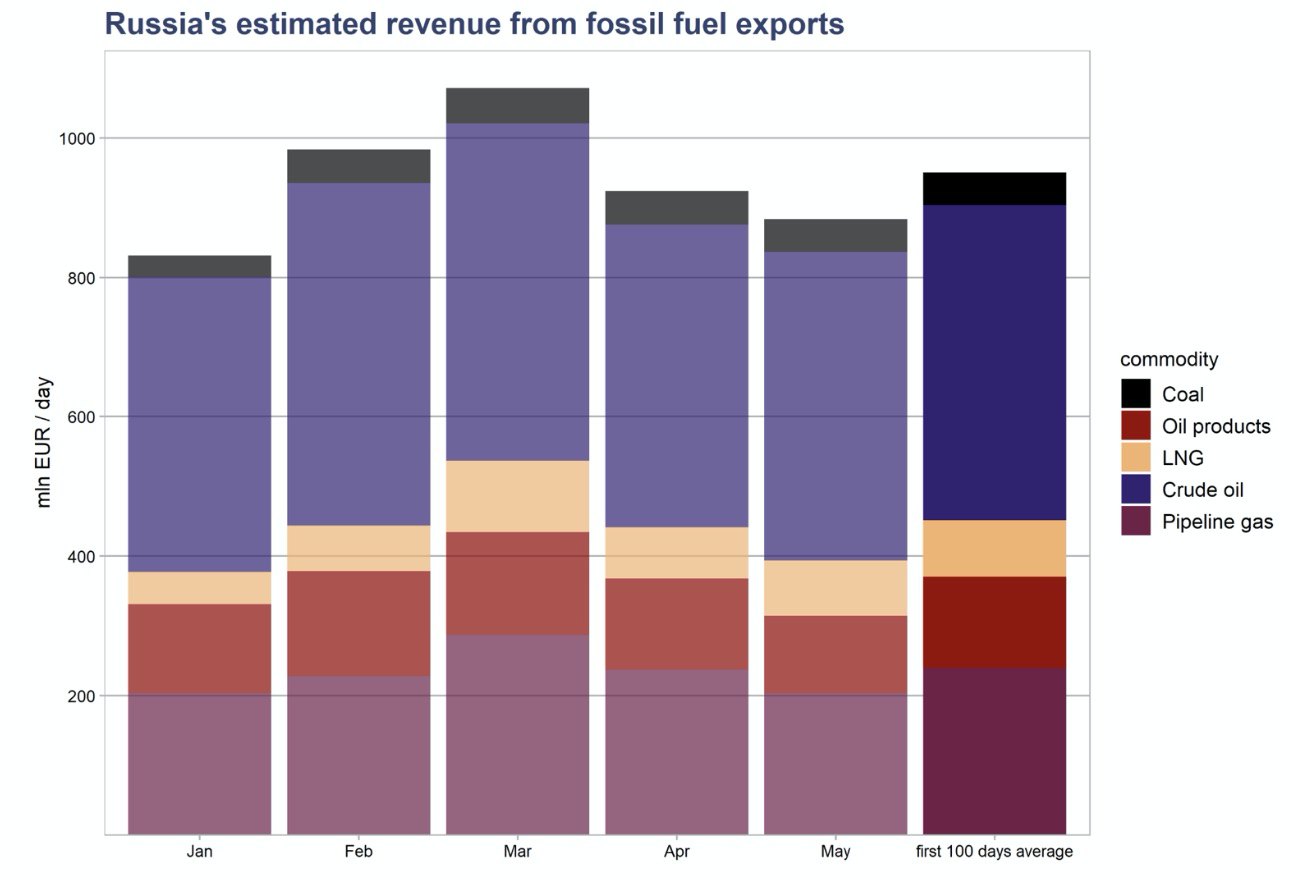 Russia's estimated revenue from fossil fuel exports
mln EUR / day
1000
800
600
400
200
Jan
Feb
Mar
Apr
May
first 100 days average
commodity
Coal
Oil products
LNG
Crude oil
Pipeline gas